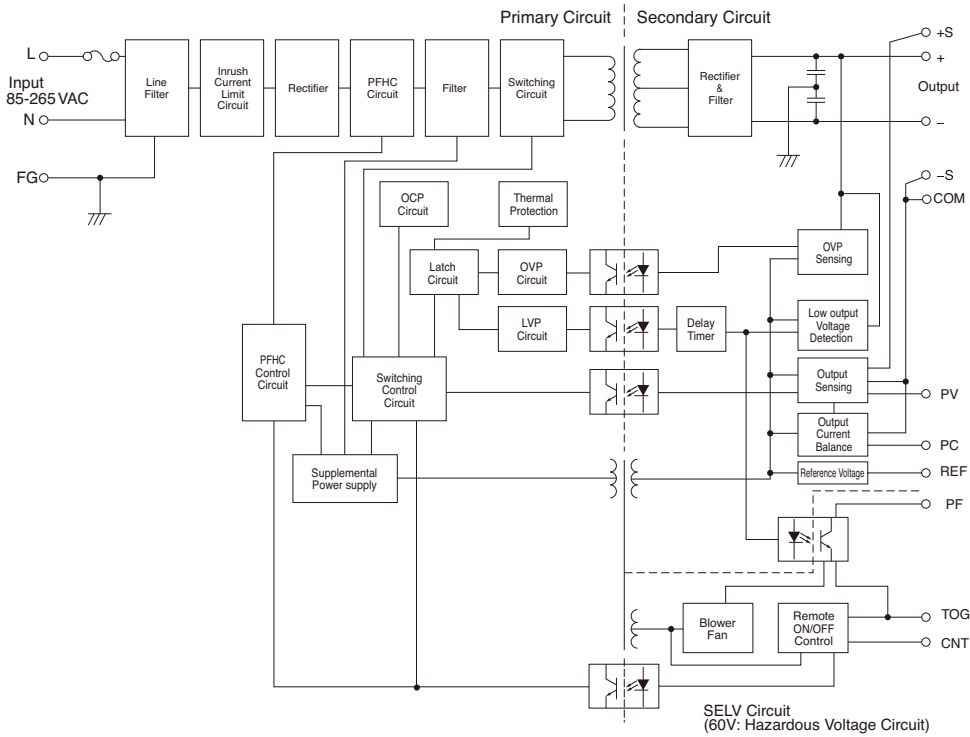 Primary Circuit
Secondary Circuit
L
Input
85-265 VAC
N
FG
Line
Filter
Inrush
Current
Limit
Circuit
Rectifier
PFHC
Circuit
Filter
Switching
Circuit
Rectifier
&
Filter
+S
+
Output
–
–S
COM
OCP
Circuit
Thermal
Protection
Latch
Circuit
OVP
Circuit
OVP
Sensing
LVP
Circuit
Delay
Timer
Low output
Voltage
Detection
PFHC
Control
Circuit
Switching
Control
Circuit
Output
Sensing
PV
Output
Current
Balance
PC
Supplemental
Power supply
Reference Voltage
REF
PF
Blower
Fan
Remote
ON/OFF
Control
TOG
CNT
SELV Circuit
(60V: Hazardous Voltage Circuit)